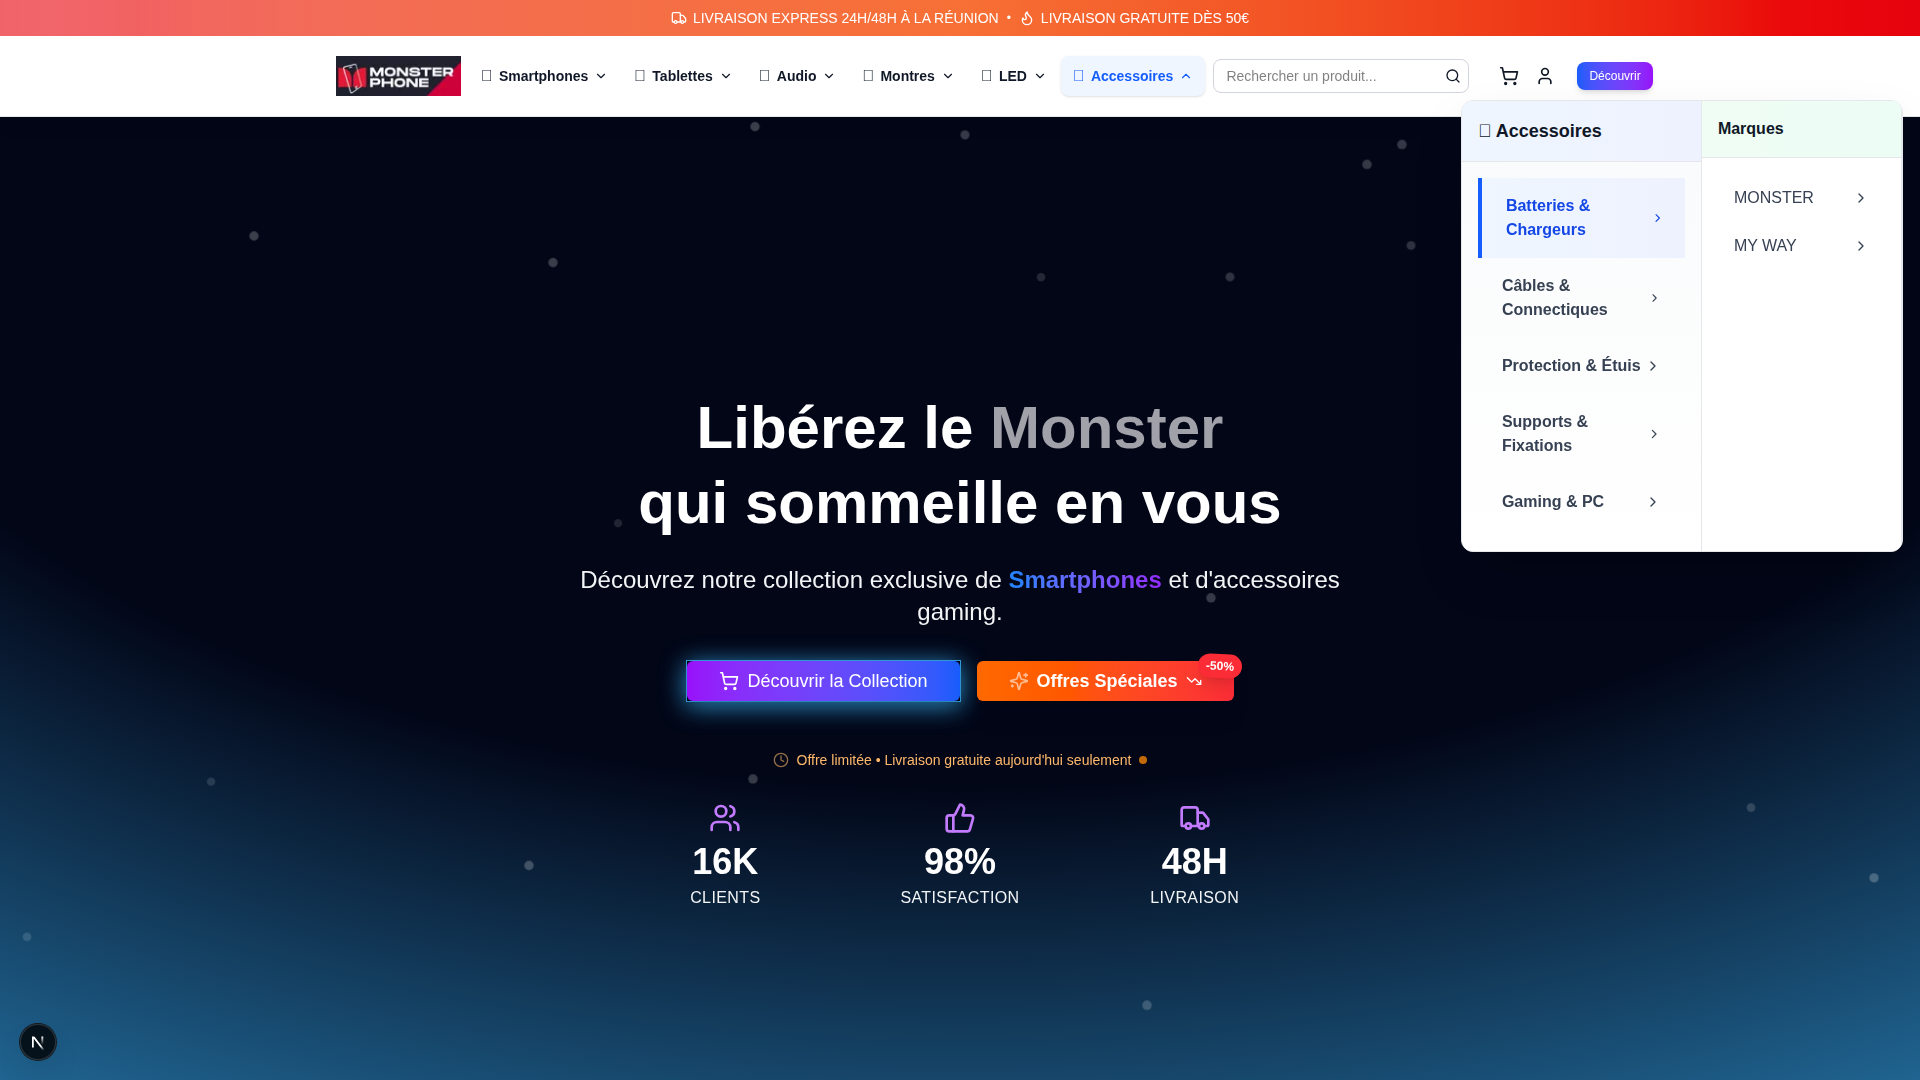 LIVRAISON EXPRESS 24H/48H À LA RÉUNION • LIVRAISON GRATUITE DÈS 50€
MONSTER
PHONE
Smartphones
Tablettes
Audio
Montres
LED
Accessoires
Rechercher un produit...
Découvrir
Accessoires
Batteries &
Chargeurs
Câbles &
Connectiques
Protection & Étuis
Supports &
Fixations
Gaming & PC
Marques
MONSTER
MY WAY
Libérez le Monster
qui sommeille en vous
Découvrez notre collection exclusive de Smartphones et d'accessoires
gaming.
Découvrir la Collection
Offres Spéciales
-50%
Offre limitée • Livraison gratuite aujourd'hui seulement
16K
CLIENTS
98%
SATISFACTION
48H
LIVRAISON
N